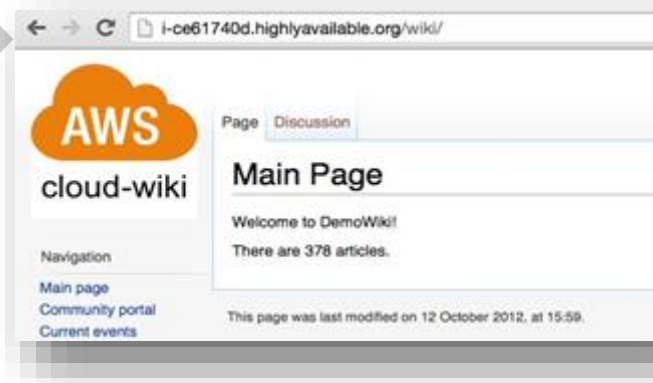 i-ce61740d.highlyavailable.org/wiki/
AWS
cloud-wiki
Page Discussion
Main Page
Welcome to DemoWiki!
There are 378 articles.
Navigation
Main page
Community portal
Current events
This page was last modified on 12 October 2012, at 15:59.